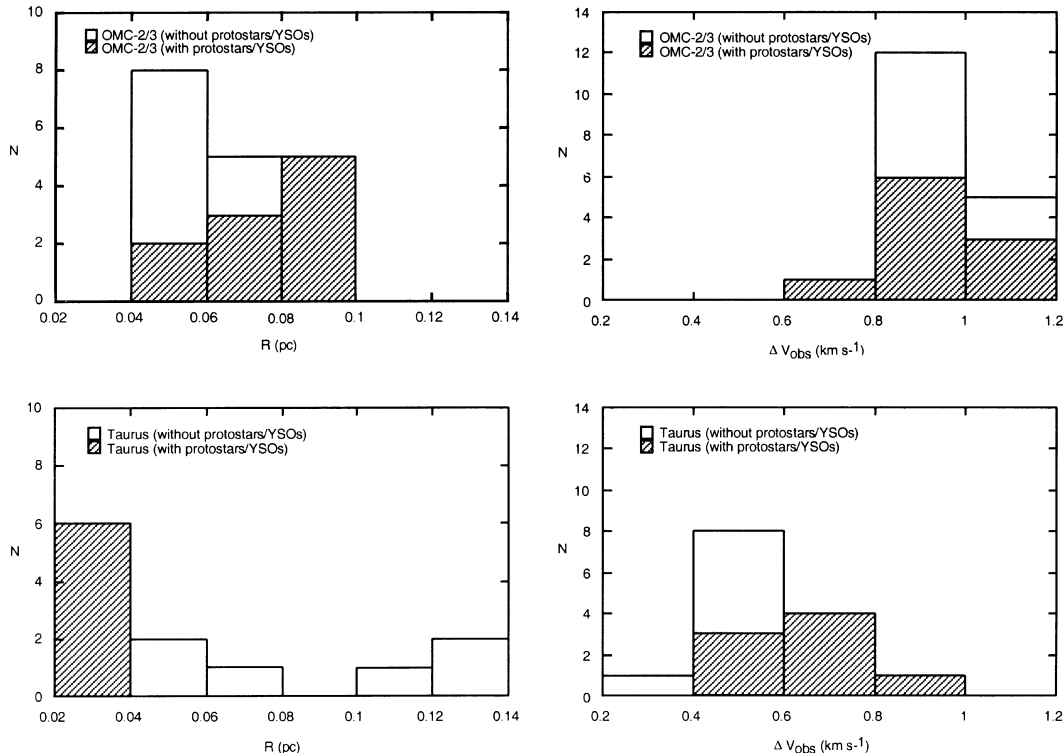 OMC-2/3 (without protostars/YSOs)
OMC-2/3 (with protostars/YSOs)
10
8
6
4
2
0
N
0.02 0.04 0.06 0.08 0.1 0.12 0.14
R (pc)
OMC-2/3 (without protostars/YSOs)
OMC-2/3 (with protostars/YSOs)
14
12
10
8
6
4
2
0
N
0.2 0.4 0.6 0.8 1 1.2
Δ Vobs (km s-1)
Taurus (without protostars/YSOs)
Taurus (with protostars/YSOs)
10
8
6
4
2
0
N
0.02 0.04 0.06 0.08 0.1 0.12 0.14
R (pc)
Taurus (without protostars/YSOs)
Taurus (with protostars/YSOs)
14
12
10
8
6
4
2
0
N
0.2 0.4 0.6 0.8 1 1.2
Δ Vobs (km s-1)